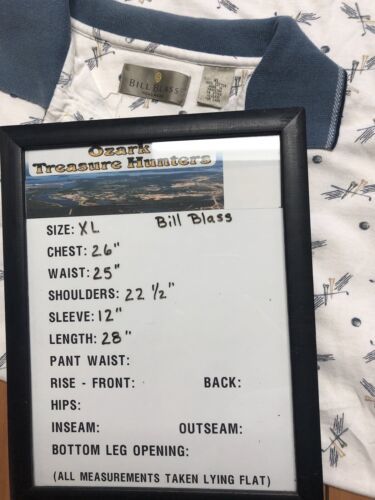 BILL BLASS
Ozark
Treasure Hunters
SIZE: XL Bill Blass
CHEST: 26"
WAIST: 25"
SHOULDERS: 22 1/2"
SLEEVE: 12"
LENGTH: 28"
PANT WAIST:
RISE - FRONT: BACK:
HIPS:
INSEAM: OUTSEAM:
BOTTOM LEG OPENING:
(ALL MEASUREMENTS TAKEN LYING FLAT)